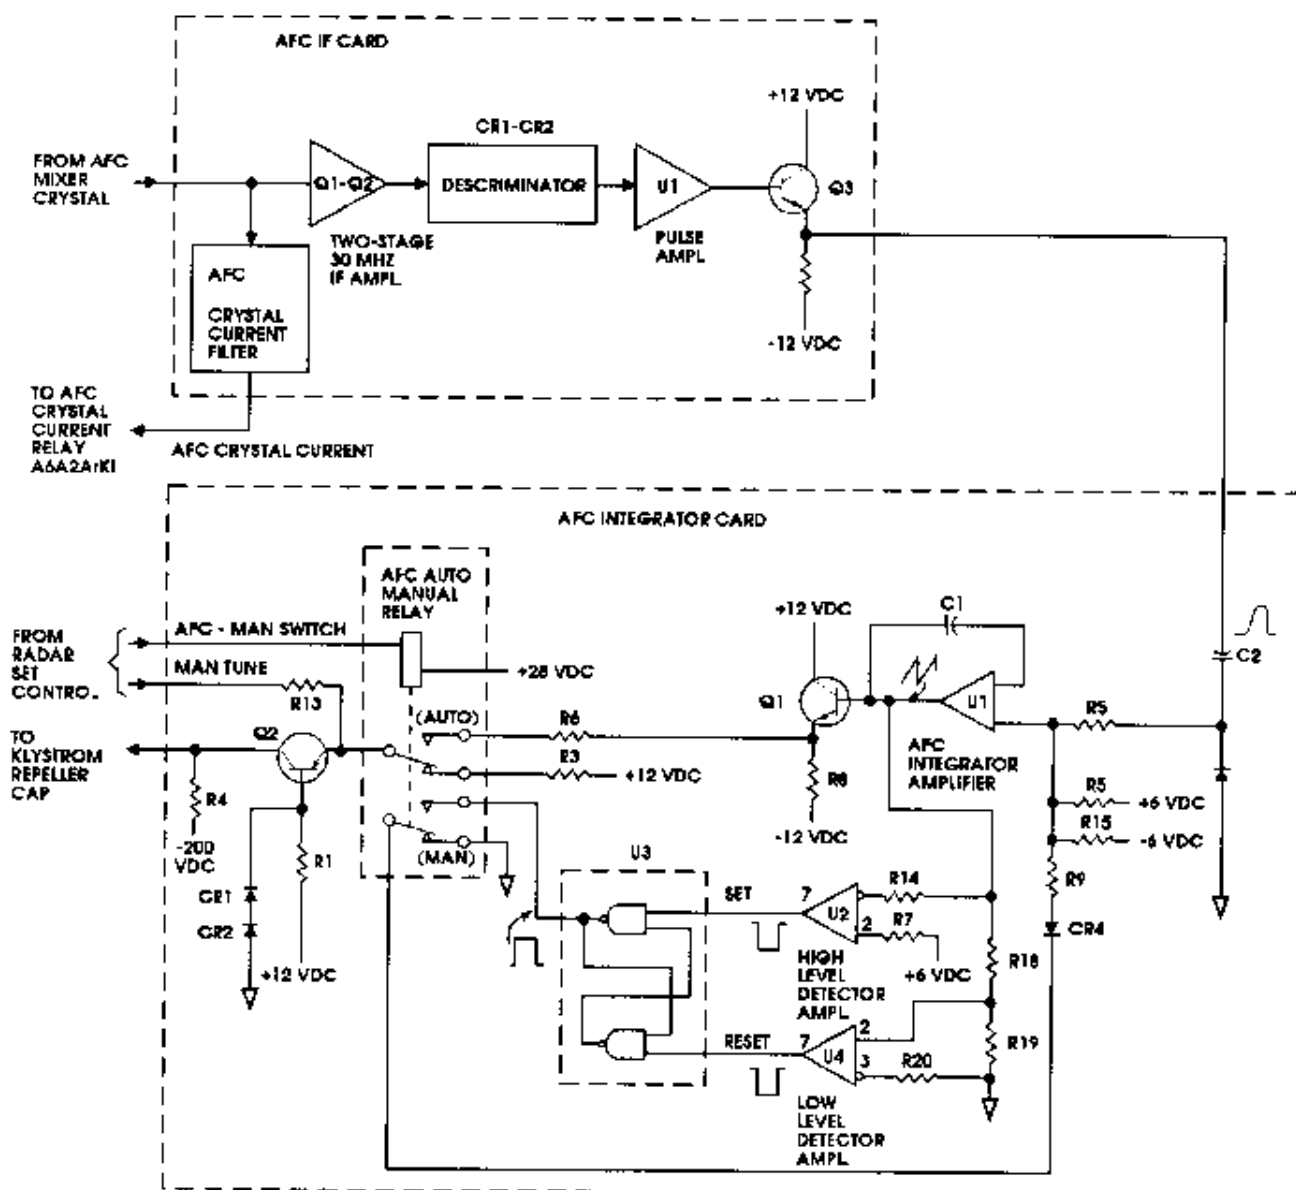 AFC IF CARD
+12 VDC
CR1-CR2
FROM AFC
MIXER
CRYSTAL
Q1-Q2
DESCRIMINATOR
U1
Q3
TWO-STAGE
30 MHZ
IF AMPL.
PULSE
AMPL
AFC
CRYSTAL
CURRENT
FILTER
-12 VDC
TO AFC
CRYSTAL
CURRENT
RELAY
A6A2ArKI
AFC CRYSTAL CURRENT
AFC INTEGRATOR CARD
AFC AUTO
MANUAL
RELAY
+12 VDC
C1
FROM
RADAR
SET
CONTROL
AFC - MAN SWITCH
MAN TUNE
R13
+28 VDC
C2
Q1
U1
R5
(AUTO)
R6
TO
KLYSTROM
REPELLER
CAP
Q2
R3
+12 VDC
R8
AFC
INTEGRATOR
AMPLIFIER
R4
R5
+6 VDC
R15
-6 VDC
-12 VDC
-200
VDC
R1
(MAN)
U3
R9
SET
7
U2
R14
2
R7
CR4
CR1
CR2
+12 VDC
+6 VDC
R18
HIGH
LEVEL
DETECTOR
AMPL.
RESET
7
U4
2
3
R20
R19
LOW
LEVEL
DETECTOR
AMPL.